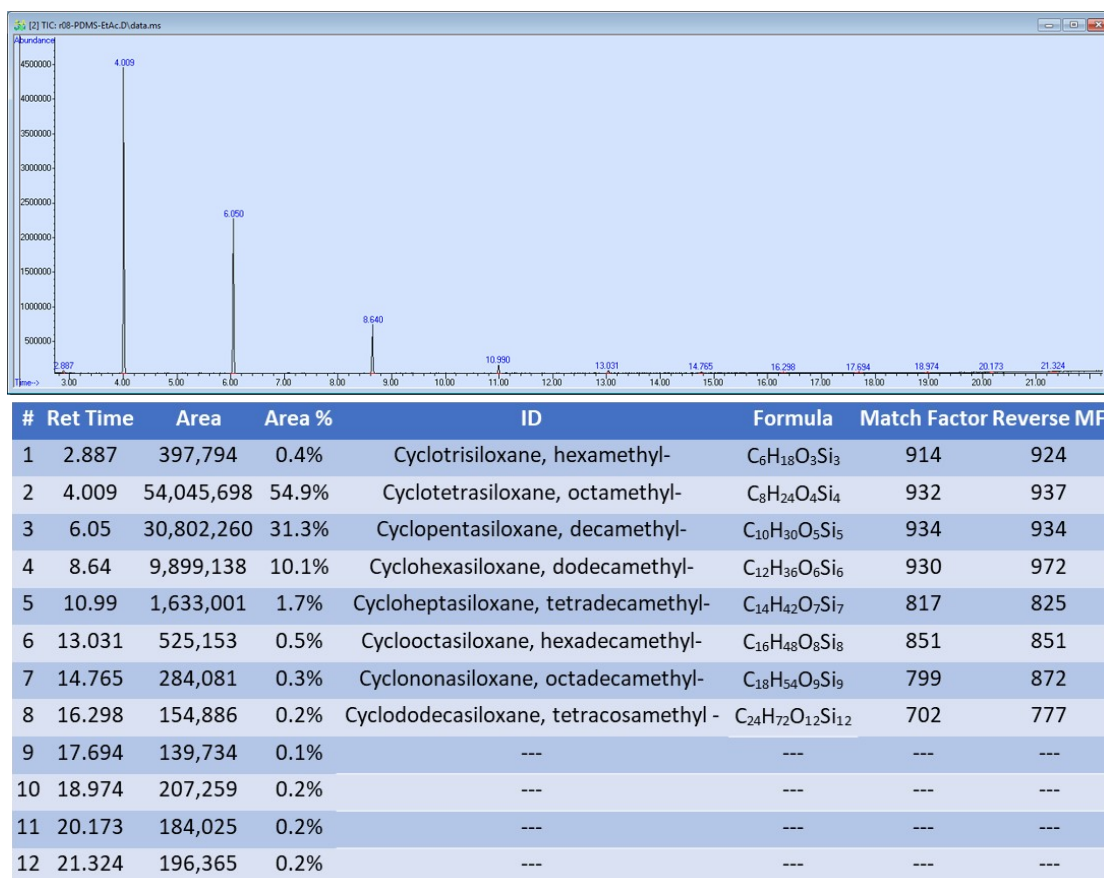 [2] TIC: r08-PDMS-EtAc.D\data.ms
Abundance
4500000
4000000
3500000
3000000
2500000
2000000
1500000
1000000
500000
4.009
6.050
8.640
2.887
10.990
13.031
14.765
16.298
17.694
18.974
20.173
21.324
Time-->
3.00 4.00 5.00 6.00 7.00 8.00 9.00 10.00 11.00 12.00 13.00 14.00 15.00 16.00 17.00 18.00 19.00 20.00 21.00
# Ret Time Area Area % ID Formula Match Factor Reverse MF
1 2.887 397,794 0.4% Cyclotrisiloxane, hexamethyl- C₆H₁₈O₃Si₃ 914 924
2 4.009 54,045,698 54.9% Cyclotetrasiloxane, octamethyl- C₈H₂₄O₄Si₄ 932 937
3 6.05 30,802,260 31.3% Cyclopentasiloxane, decamethyl- C₁₀H₃₀O₅Si₅ 934 934
4 8.64 9,899,138 10.1% Cyclohexasiloxane, dodecamethyl- C₁₂H₃₆O₆Si₆ 930 972
5 10.99 1,633,001 1.7% Cycloheptasiloxane, tetradecamethyl- C₁₄H₄₂O₇Si₇ 817 825
6 13.031 525,153 0.5% Cyclooctasiloxane, hexadecamethyl- C₁₆H₄₈O₈Si₈ 851 851
7 14.765 284,081 0.3% Cyclononasiloxane, octadecamethyl- C₁₈H₅₄O₉Si₉ 799 872
8 16.298 154,886 0.2% Cyclododecasiloxane, tetracosamethyl - C₂₄H₇₂O₁₂Si₁₂ 702 777
9 17.694 139,734 0.1% --- --- --- ---
10 18.974 207,259 0.2% --- --- --- ---
11 20.173 184,025 0.2% --- --- --- ---
12 21.324 196,365 0.2% --- --- --- ---